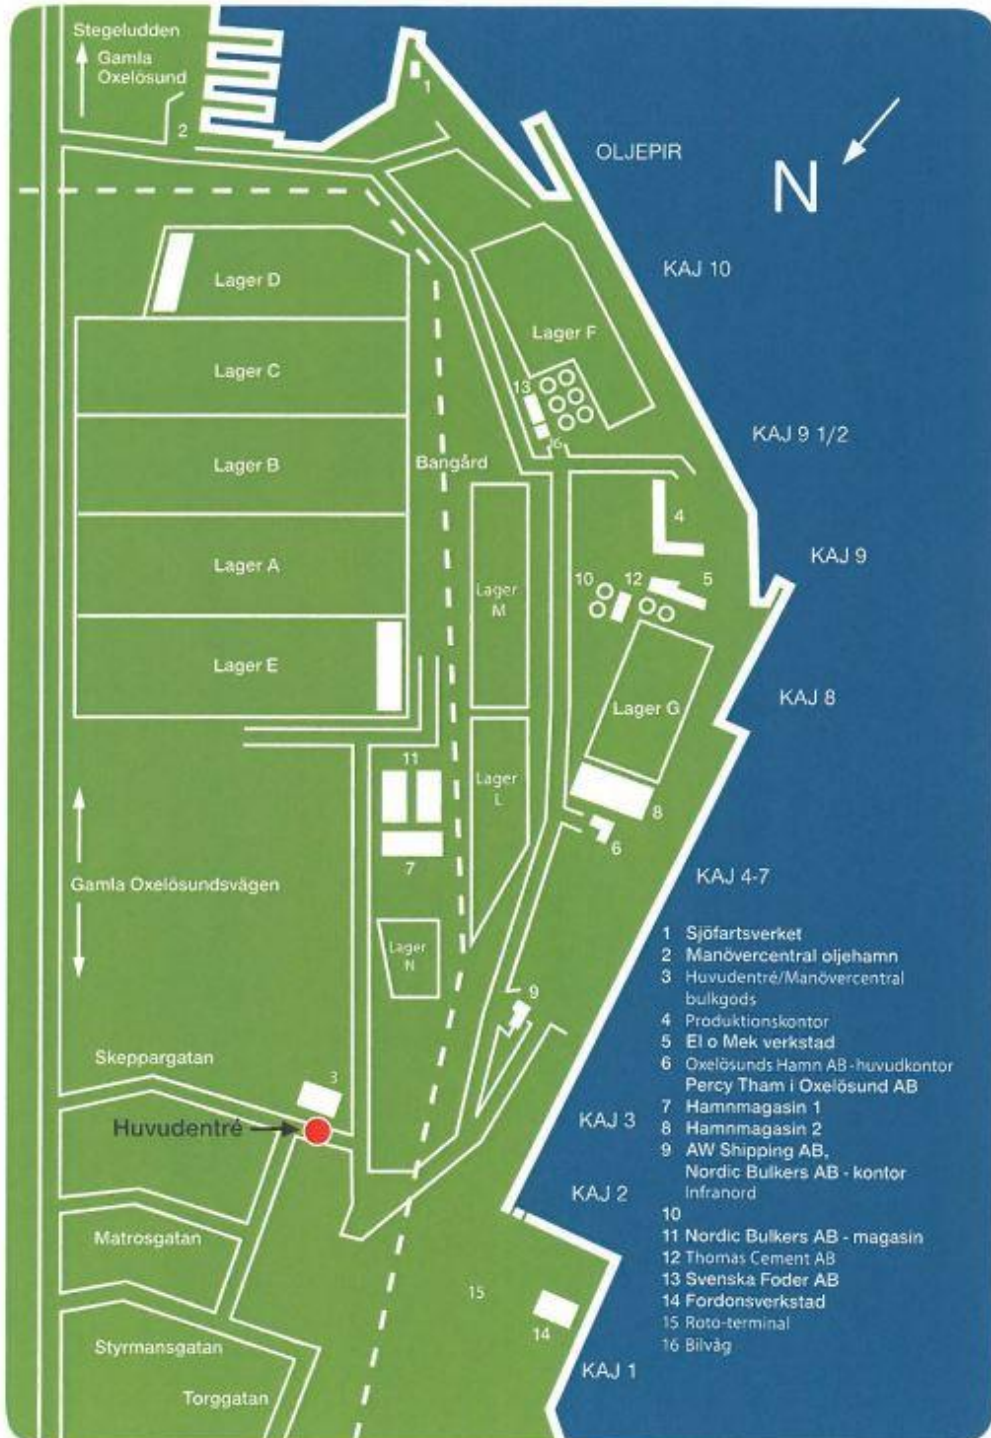 Stegeludden
Gamla
Oxelösund
2
1
OLJEPIR
N
KAJ 10
Lager D
Lager F
Lager C
13
KAJ 9 1/2
16
Lager B
Bangård
4
KAJ 9
Lager A
10
12
5
Lager
M
Lager E
KAJ 8
Lager G
11
Lager
L
8
6
7
KAJ 4-7
Gamla Oxelösundsvägen
Lager
N
9
Skeppargatan
3
Huvudentré
KAJ 3
KAJ 2
Matrosgatan
15
14
Styrmansgatan
KAJ 1
Torggatan
1 Sjöfartsverket
2 Manövercentral oljehamn
3 Huvudentré/Manövercentral
bulkgods
4 Produktionskontor
5 El o Mek verkstad
6 Oxelösunds Hamn AB-huvudkontor
Percy Tham i Oxelösund AB
7 Hamnmagasin 1
8 Hamnmagasin 2
9 AW Shipping AB,
Nordic Bulkers AB - kontor
Infranord
10
11 Nordic Bulkers AB - magasin
12 Thomas Cement AB
13 Svenska Foder AB
14 Fordonsverkstad
15 Roto-terminal
16 Bilvåg